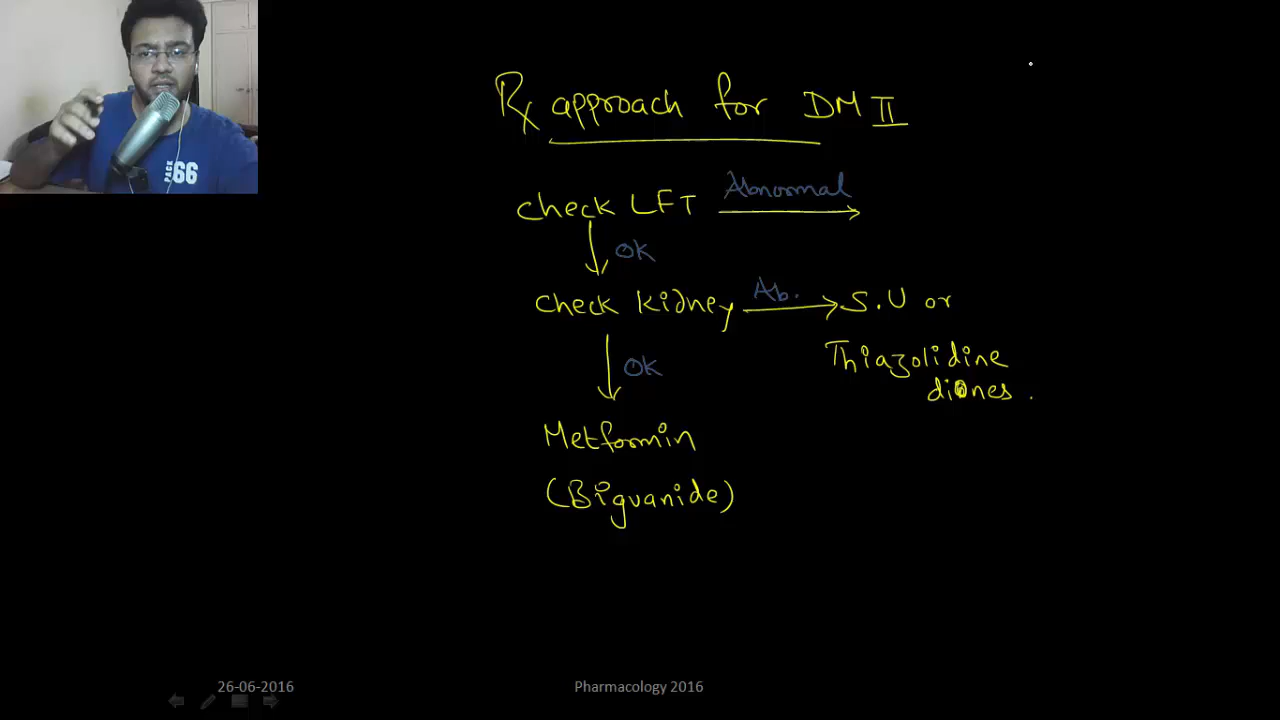 PACK
66
Rx approach for DM II
check LFT Abnormal
OK
check kidney Ab. S.U or
Thiazolidine
diones.
OK
Metformin
(Biguanide)
26-06-2016 Pharmacology 2016